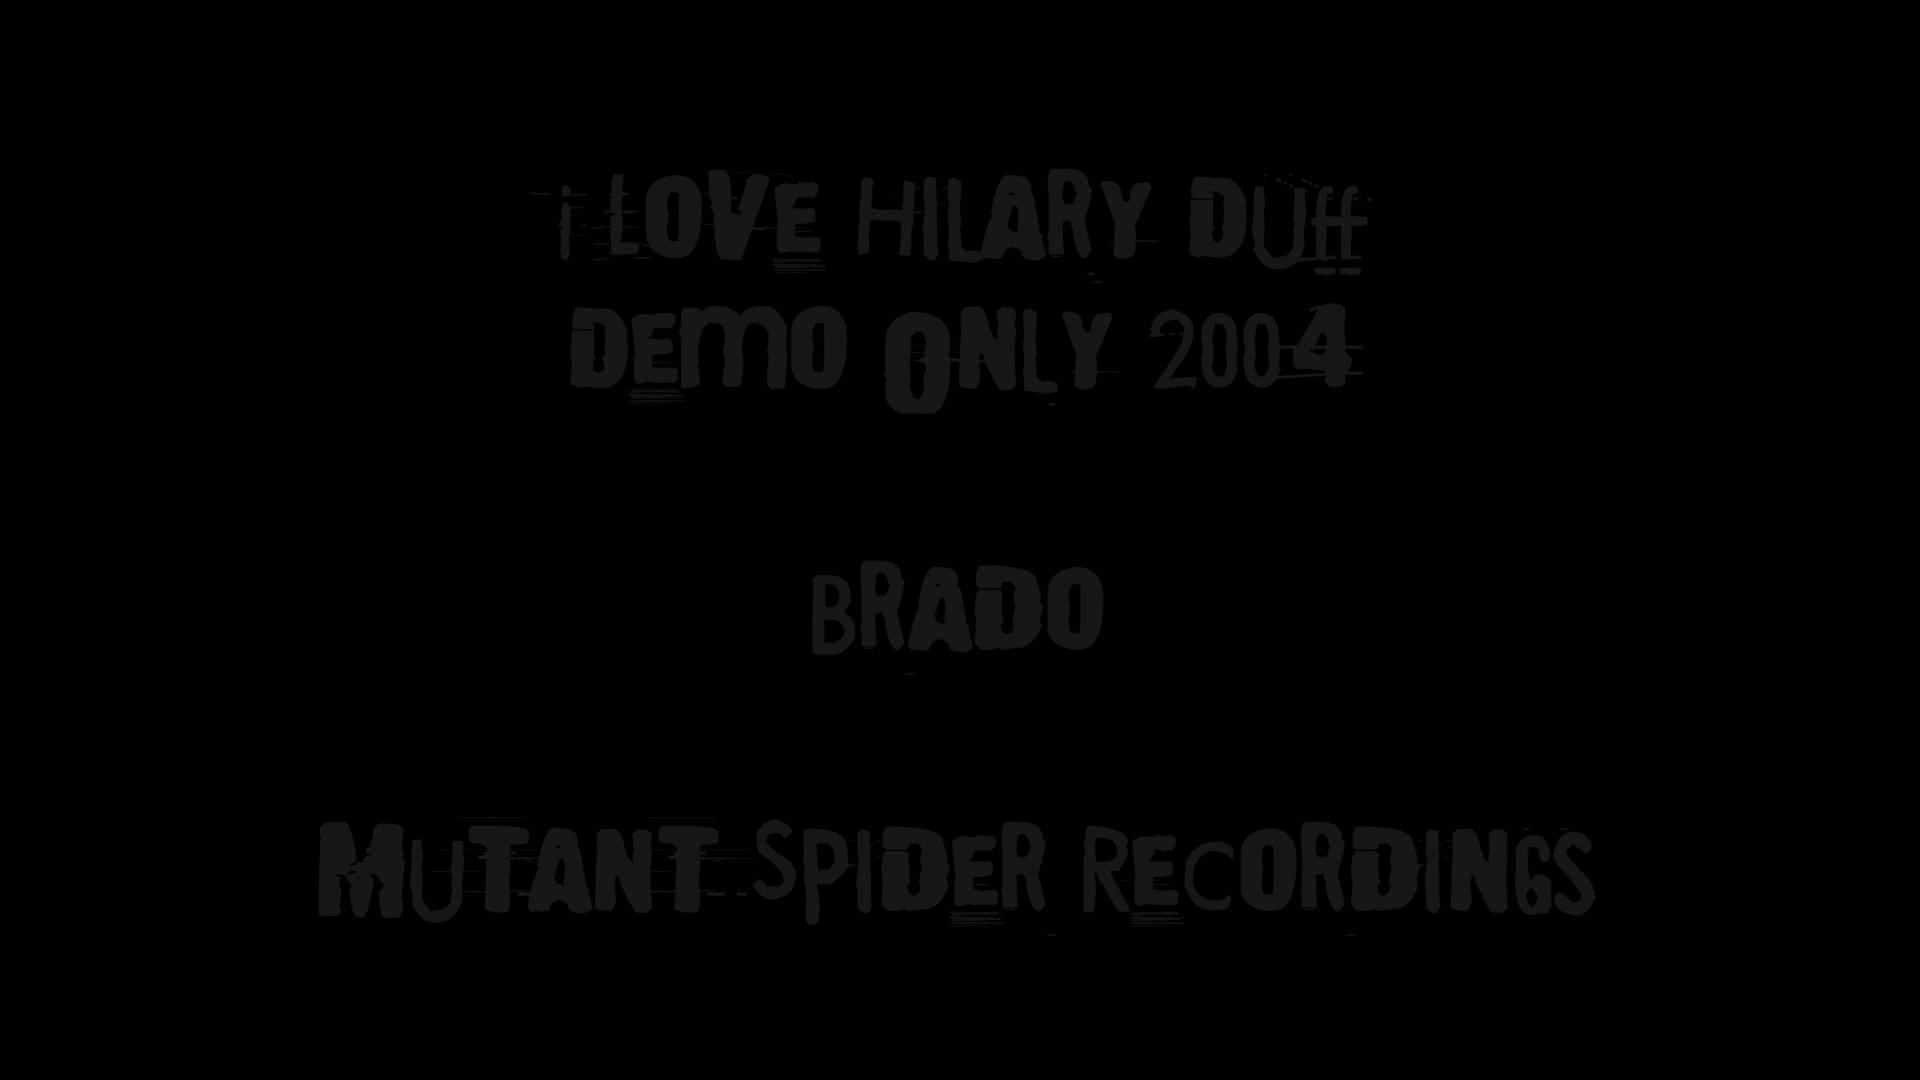 I LOVE HILARY DUFF
DEMO ONLY 2004
BRADO
MUTANT SPIDER RECORDINGS